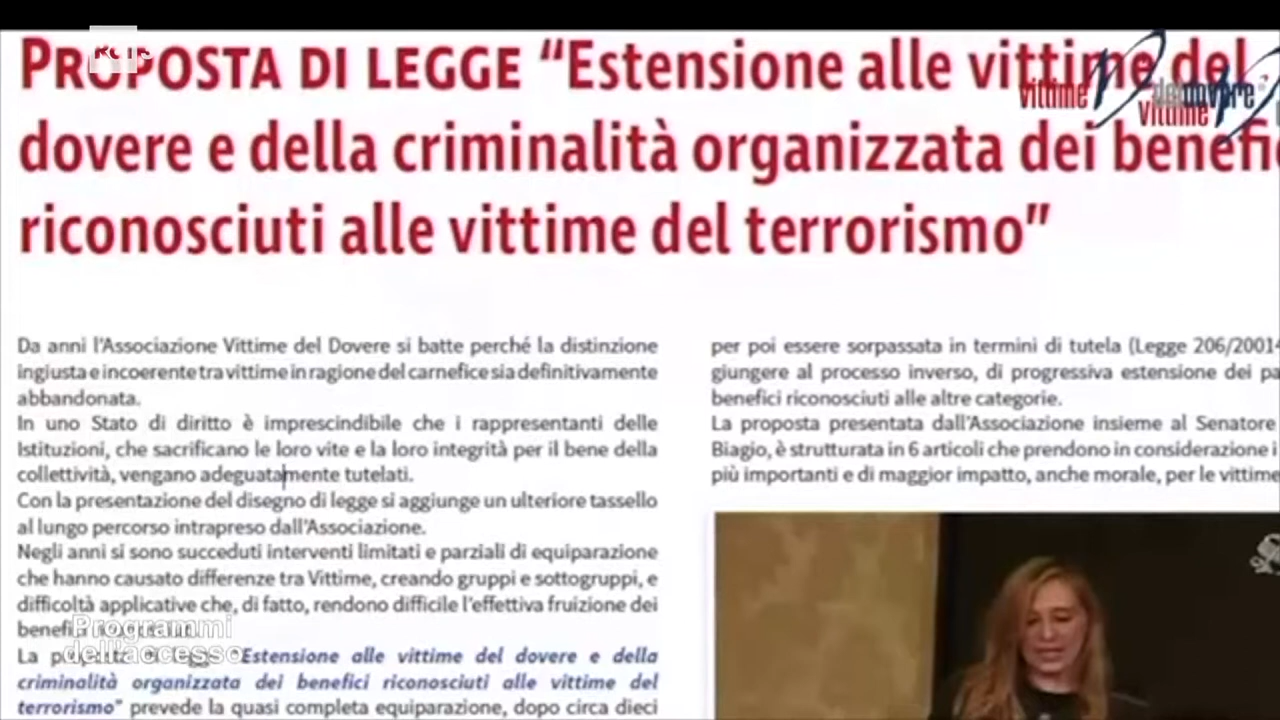 Rai 3
PROPOSTA DI LEGGE “Estensione alle vittime del
dovere e della criminalità organizzata dei benefi
riconosciuti alle vittime del terrorismo”
vittime
del dovere
vittime
Da anni l'Associazione Vittime del Dovere si batte perché la distinzione
ingiusta e incoerente tra vittime in ragione del carnefice sia definitivamente
abbandonata.
In uno Stato di diritto è imprescindibile che i rappresentanti delle
Istituzioni, che sacrificano le loro vite e la loro integrità per il bene della
collettività, vengano adeguatamente tutelati.
Con la presentazione del disegno di legge si aggiunge un ulteriore tassello
al lungo percorso intrapreso dall'Associazione.
Negli anni si sono succeduti interventi limitati e parziali di equiparazione
che hanno causato differenze tra Vittime, creando gruppi e sottogruppi, e
difficoltà applicative che, di fatto, rendono difficile l'effettiva fruizione dei
La "Estensione alle vittime del dovere e della
criminalità organizzata dei benefici riconosciuti alle vittime del
terrorismo" prevede la quasi completa equiparazione, dopo circa dieci
per poi essere sorpassata in termini di tutela (Legge 206/2001
giungere al processo inverso, di progressiva estensione dei pa
benefici riconosciuti alle altre categorie.
La proposta presentata dall'Associazione insieme al Senatore
Biagio, è strutturata in 6 articoli che prendono in considerazione i
più importanti e di maggior impatto, anche morale, per le vittime
Programmi
dell'accesso